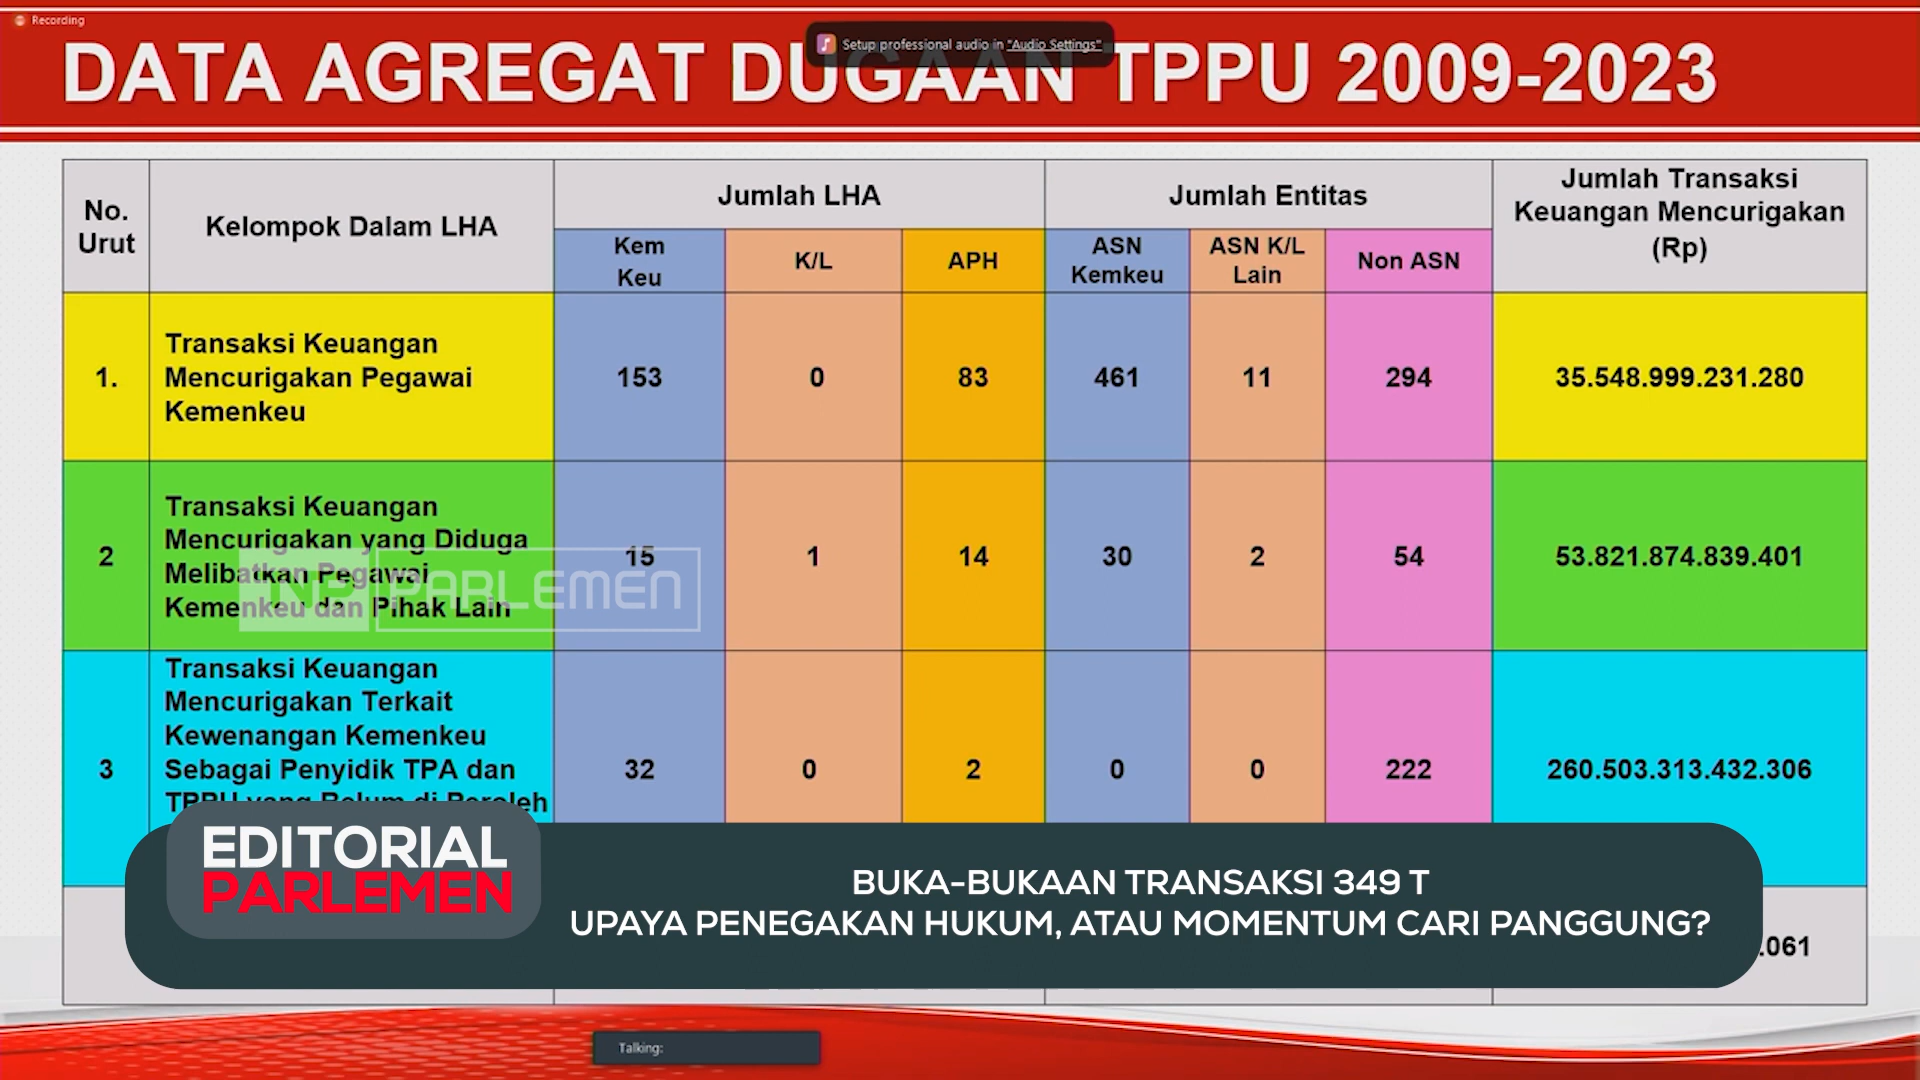 Recording
Setup professional audio in "Audio Settings"
DATA AGREGAT DUGAAN TPPU 2009-2023
No.
Urut
Kelompok Dalam LHA
Jumlah LHA
Jumlah Entitas
Jumlah Transaksi
Keuangan Mencurigakan
(Rp)
Kem
Keu
K/L
APH
ASN
Kemkeu
ASN K/L
Lain
Non ASN
1.
Transaksi Keuangan
Mencurigakan Pegawai
Kemenkeu
153
0
83
461
11
294
35.548.999.231.280
2
Transaksi Keuangan
Mencurigakan yang Diduga
Melibatkan Pegawai
Kemenkeu dan Pihak Lain
15
1
14
30
2
54
53.821.874.839.401
PARLEMEN
3
Transaksi Keuangan
Mencurigakan Terkait
Kewenangan Kemenkeu
Sebagai Penyidik TPA dan
TPPU yang Belum di Peroleh
32
0
2
0
0
222
260.503.313.432.306
.061
EDITORIAL
PARLEMEN
BUKA-BUKAAN TRANSAKSI 349 T
UPAYA PENEGAKAN HUKUM, ATAU MOMENTUM CARI PANGGUNG?
Talking: